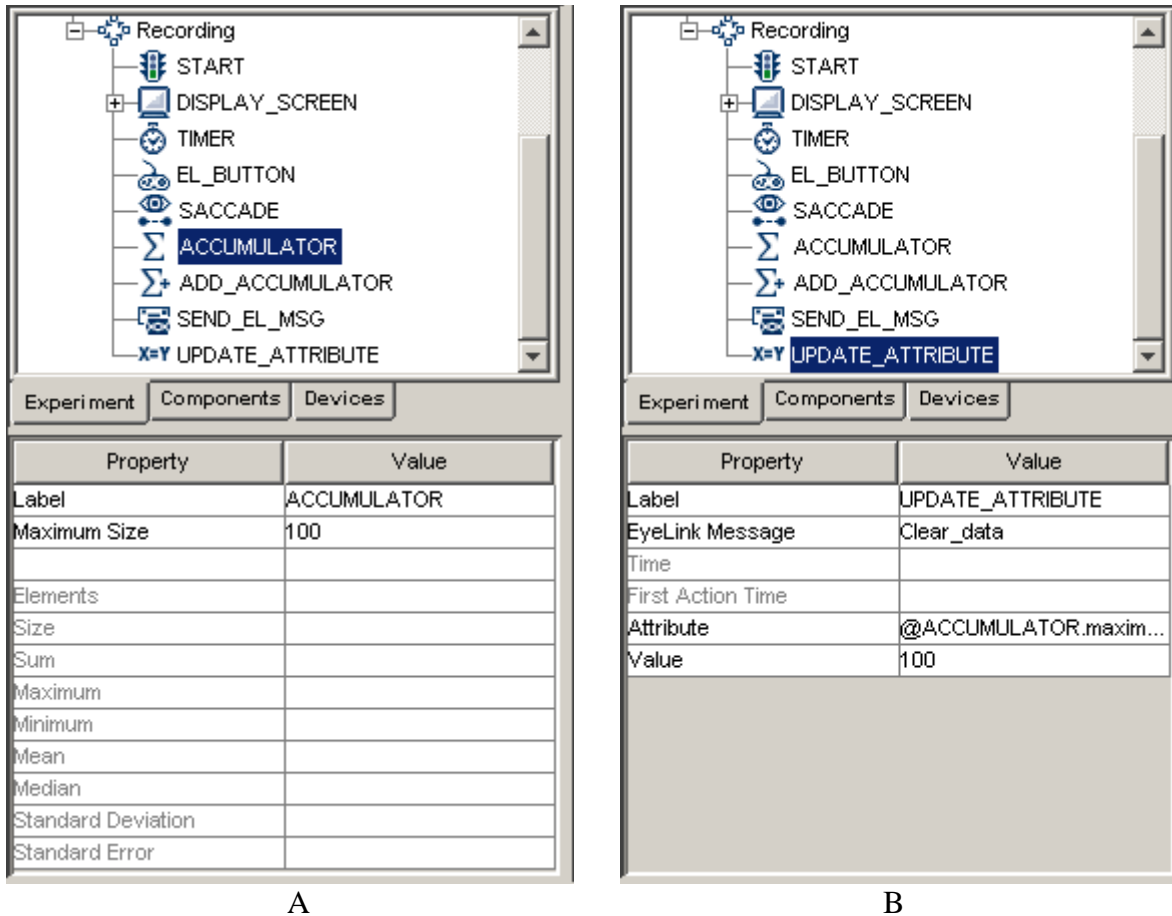 Recording
START
DISPLAY_SCREEN
TIMER
EL_BUTTON
SACCADE
ACCUMULATOR
ADD_ACCUMULATOR
SEND_EL_MSG
X=Y UPDATE_ATTRIBUTE
Experiment Components Devices
Property Value
Label ACCUMULATOR
Maximum Size 100
Elements
Size
Sum
Maximum
Minimum
Mean
Median
Standard Deviation
Standard Error
A
Recording
START
DISPLAY_SCREEN
TIMER
EL_BUTTON
SACCADE
ACCUMULATOR
ADD_ACCUMULATOR
SEND_EL_MSG
X=Y UPDATE_ATTRIBUTE
Experiment Components Devices
Property Value
Label UPDATE_ATTRIBUTE
EyeLink Message Clear_data
Time
First Action Time
Attribute @ACCUMULATOR.maxim...
Value 100
B